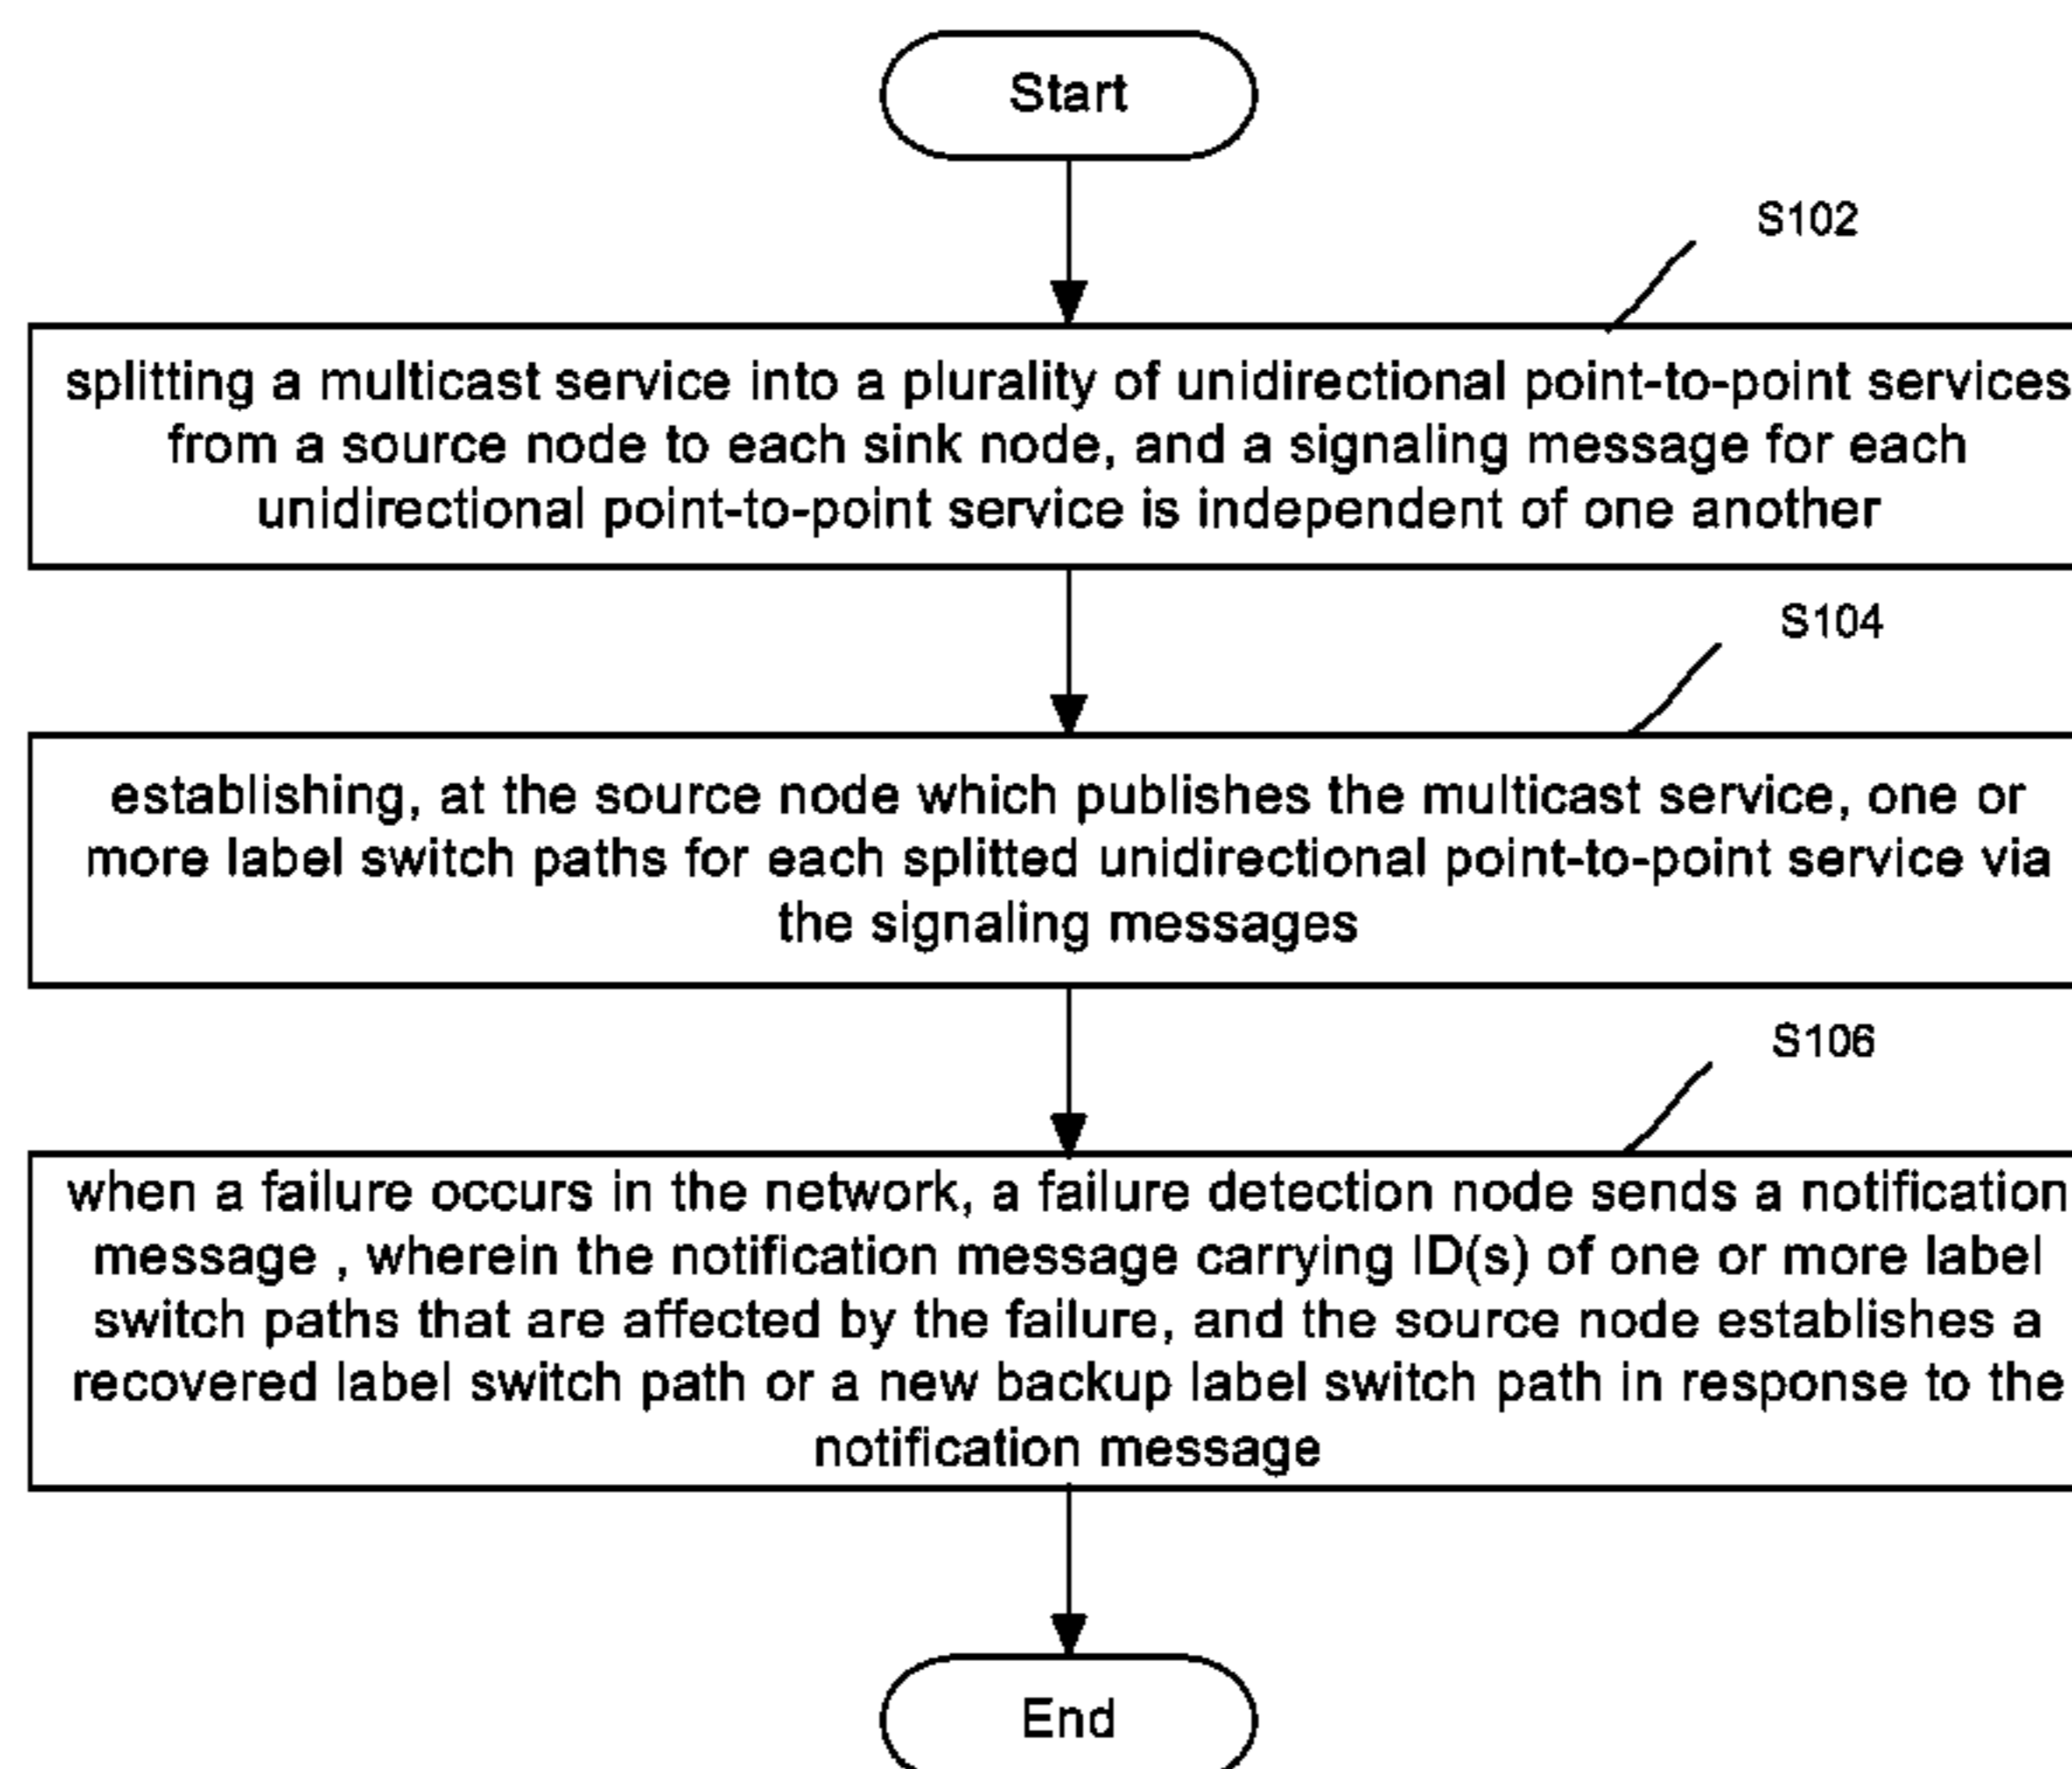 Start
S102
splitting a multicast service into a plurality of unidirectional point-to-point services
from a source node to each sink node, and a signaling message for each
unidirectional point-to-point service is independent of one another
S104
establishing, at the source node which publishes the multicast service, one or
more label switch paths for each splitted unidirectional point-to-point service via
the signaling messages
S106
when a failure occurs in the network, a failure detection node sends a notification
message , wherein the notification message carrying ID(s) of one or more label
switch paths that are affected by the failure, and the source node establishes a
recovered label switch path or a new backup label switch path in response to the
notification message
End